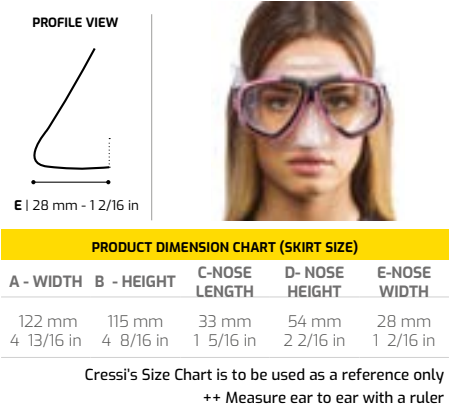 PROFILE VIEW
E | 28 mm - 1 2/16 in
PRODUCT DIMENSION CHART (SKIRT SIZE)
A - WIDTH B - HEIGHT C-NOSE LENGTH D- NOSE HEIGHT E-NOSE WIDTH
122 mm 115 mm 33 mm 54 mm 28 mm
4 13/16 in 4 8/16 in 1 5/16 in 2 2/16 in 1 2/16 in
Cressi's Size Chart is to be used as a reference only
++ Measure ear to ear with a ruler